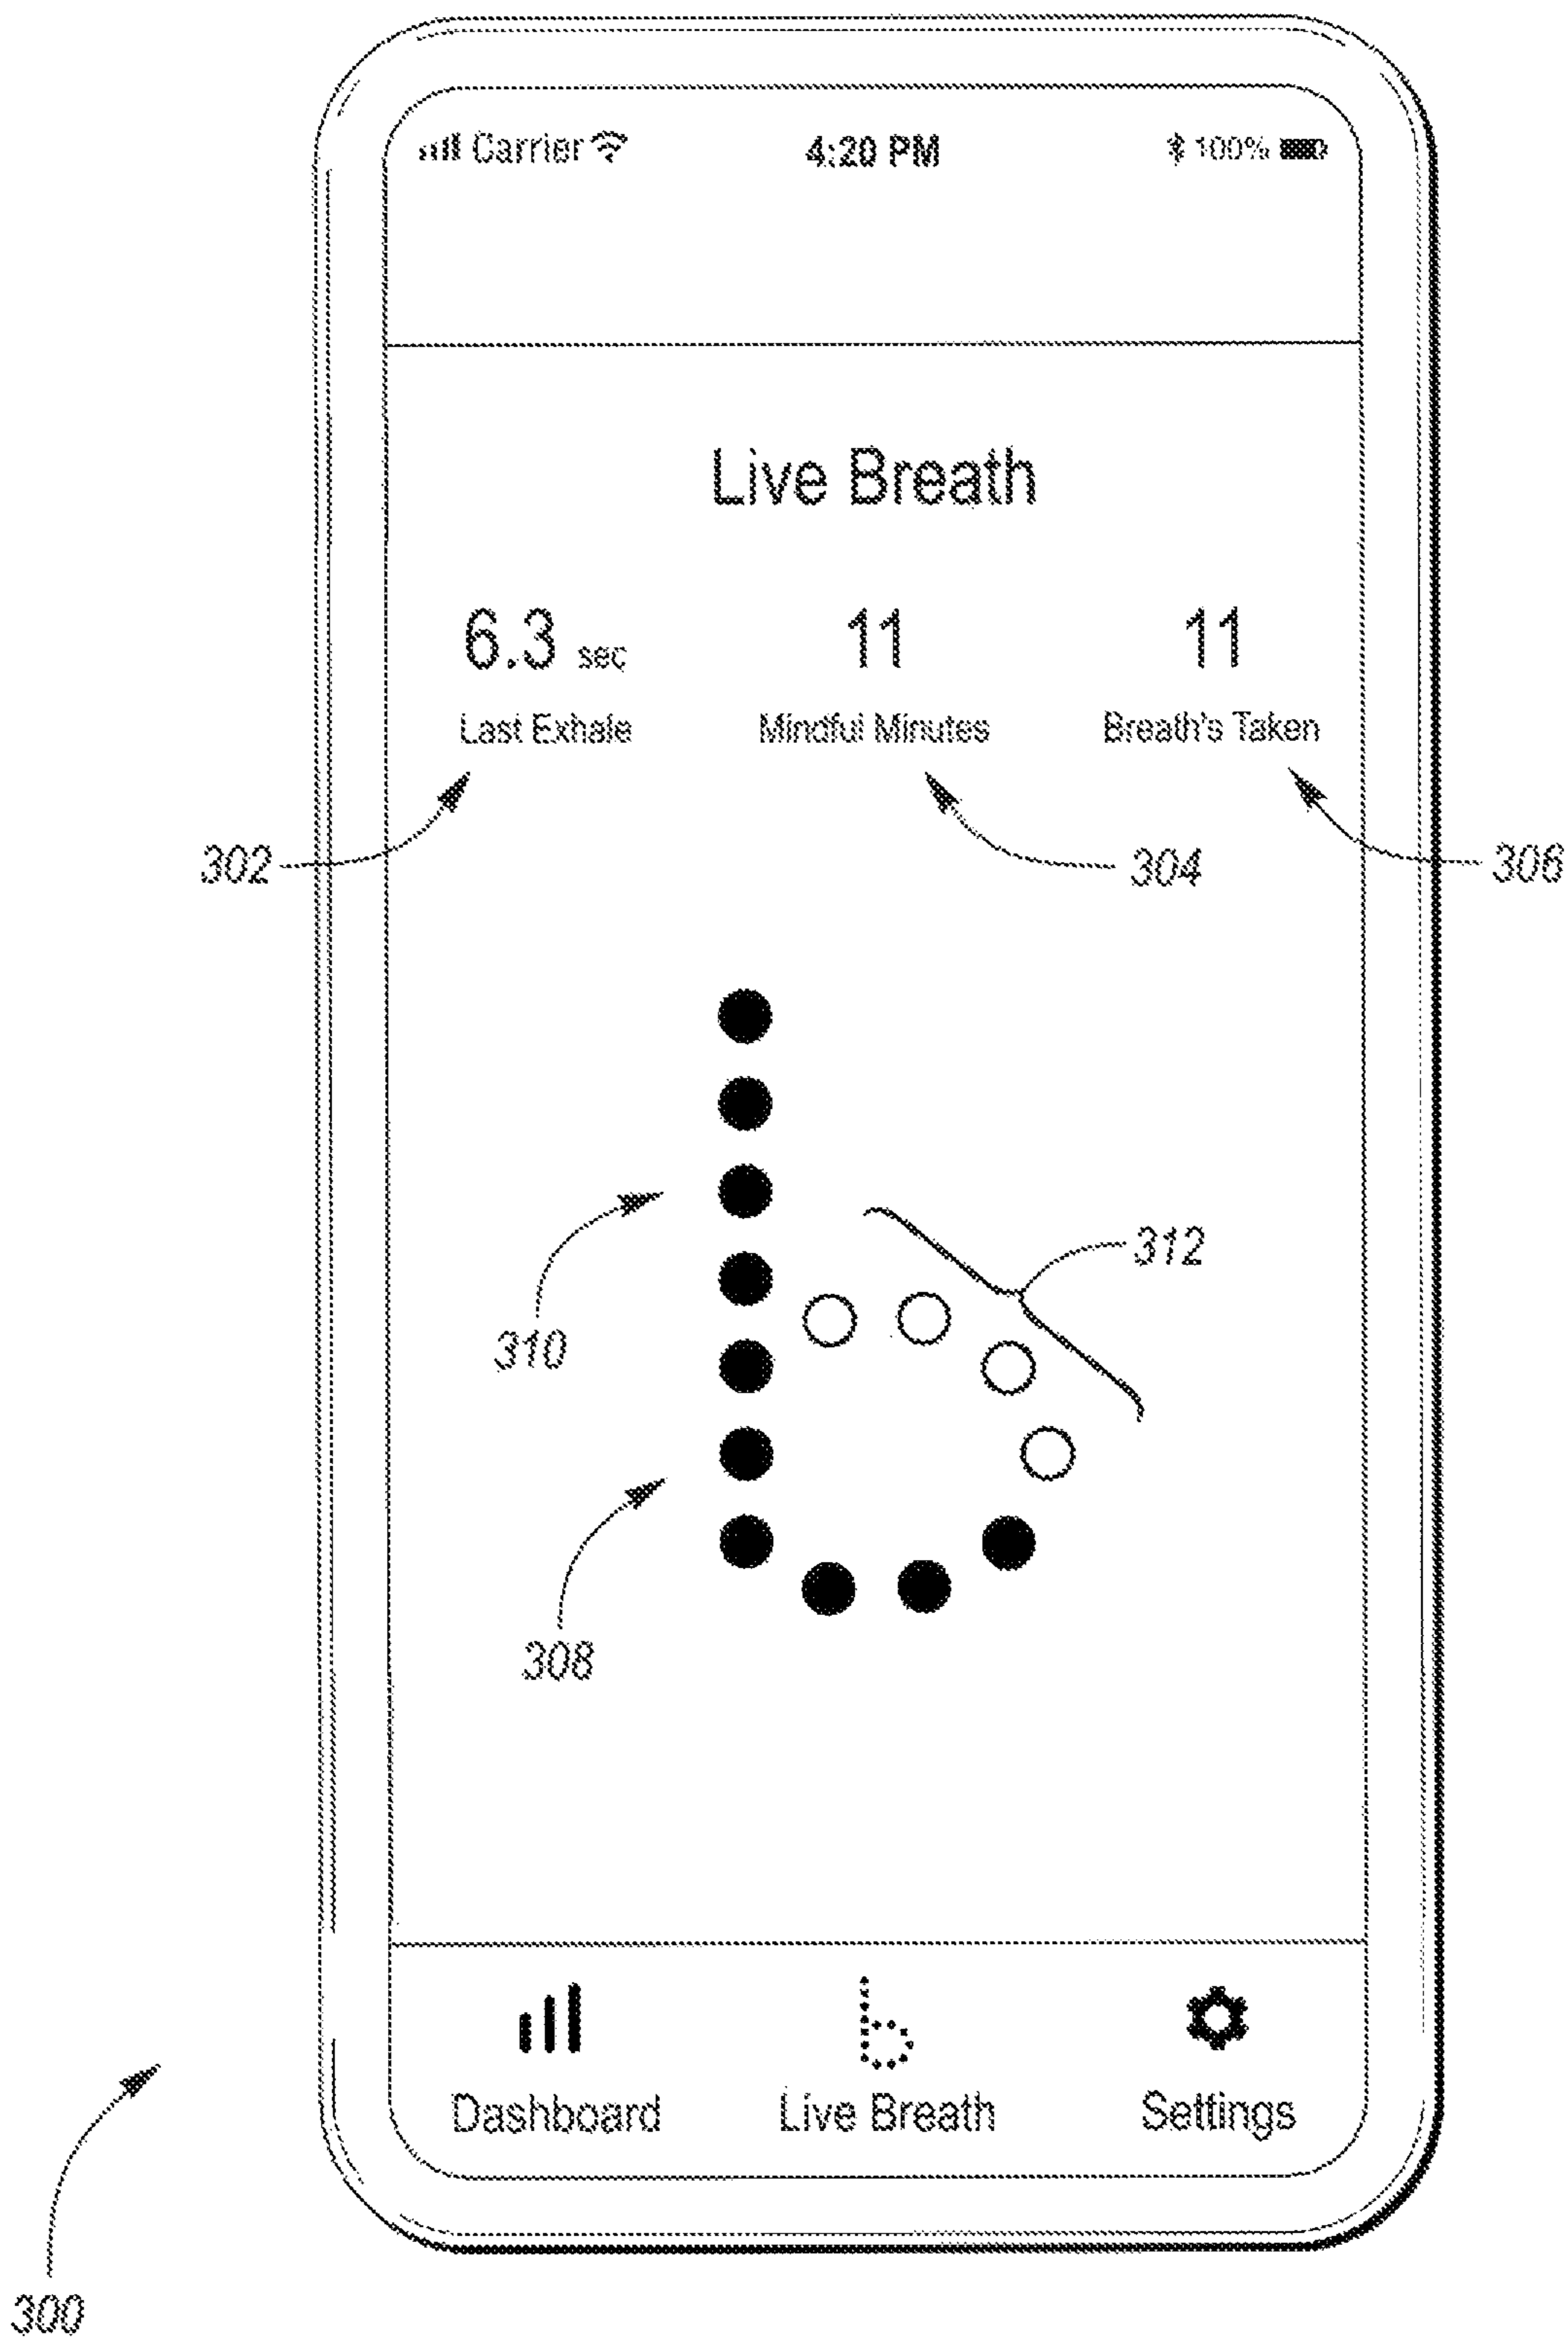 Carrier 4:20 PM 100%
Live Breath
6.3 sec 11 11
Last Exhale Mindful Minutes Breath's Taken
302 304 306
312
310
308
b
Dashboard Live Breath Settings
300